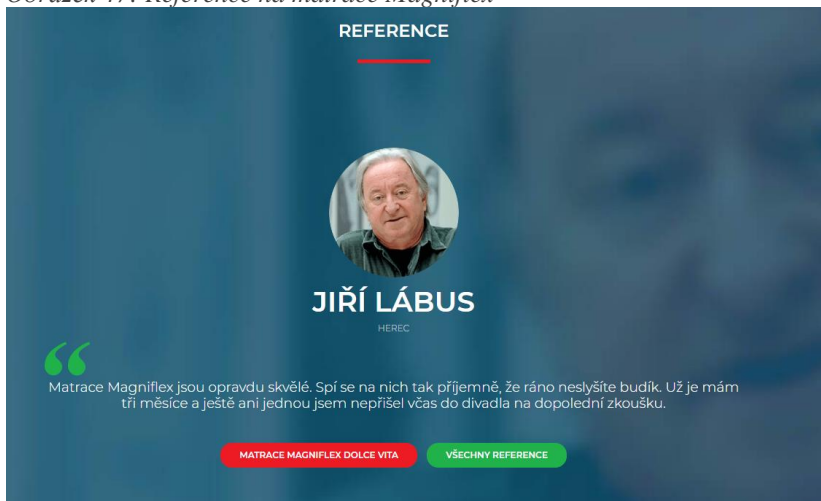 Obrázek 47: Reference na matrace Magniflex
REFERENCE
JIŘÍ LÁBUS
HEREC
“
Matrace Magniflex jsou opravdu skvělé. Spí se na nich tak příjemně, že ráno neslyšíte budík. Už je mám
tři měsíce a ještě ani jednou jsem nepřišel včas do divadla na dopolední zkoušku.
MATRACE MAGNIFLEX DOLCE VITA
VŠECHNY REFERENCE